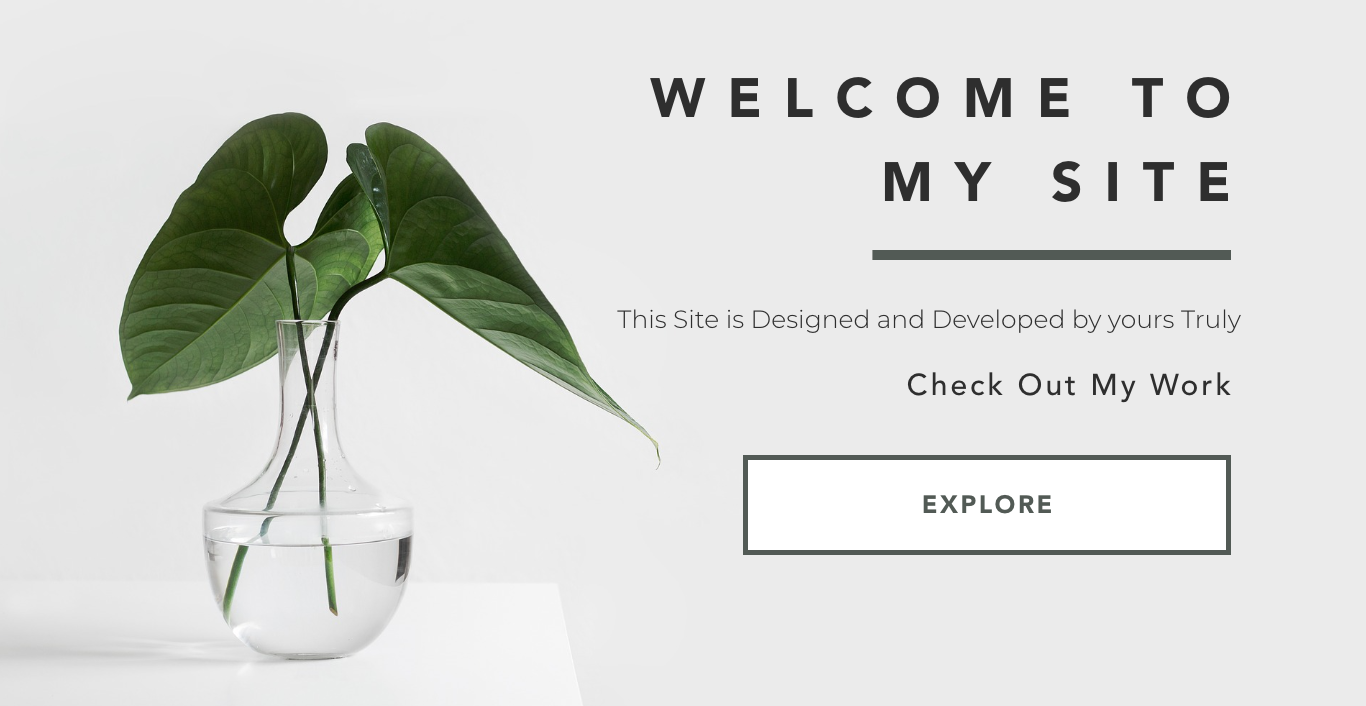 WELCOME TO
MY SITE
This Site is Designed and Developed by yours Truly
Check Out My Work
EXPLORE